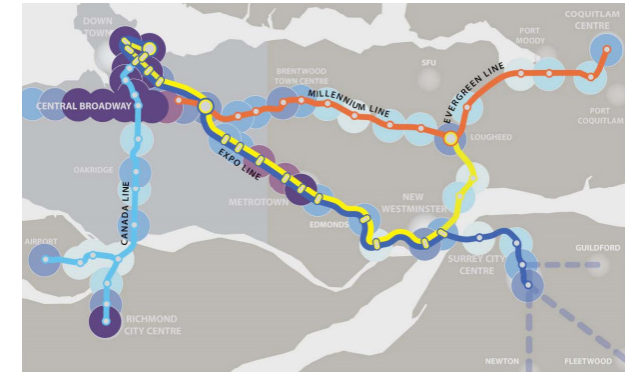 DOWN
TOWN
COQUITLAM
CENTRE
PORT
MOODY
SFU
EVERGREEN LINE
BRENTWOOD
TOWN CENTRE
MILLENNIUM LINE
CENTRAL BROADWAY
PORT
COQUITLAM
LOUGHEED
EXPO LINE
OAKRIDGE
METROTOWN
CANADA LINE
NEW
WESTMINSTER
EDMONDS
AIRPORT
GUILDFORD
SURREY CITY
CENTRE
RICHMOND
CITY CENTRE
NEWTON
FLEETWOOD